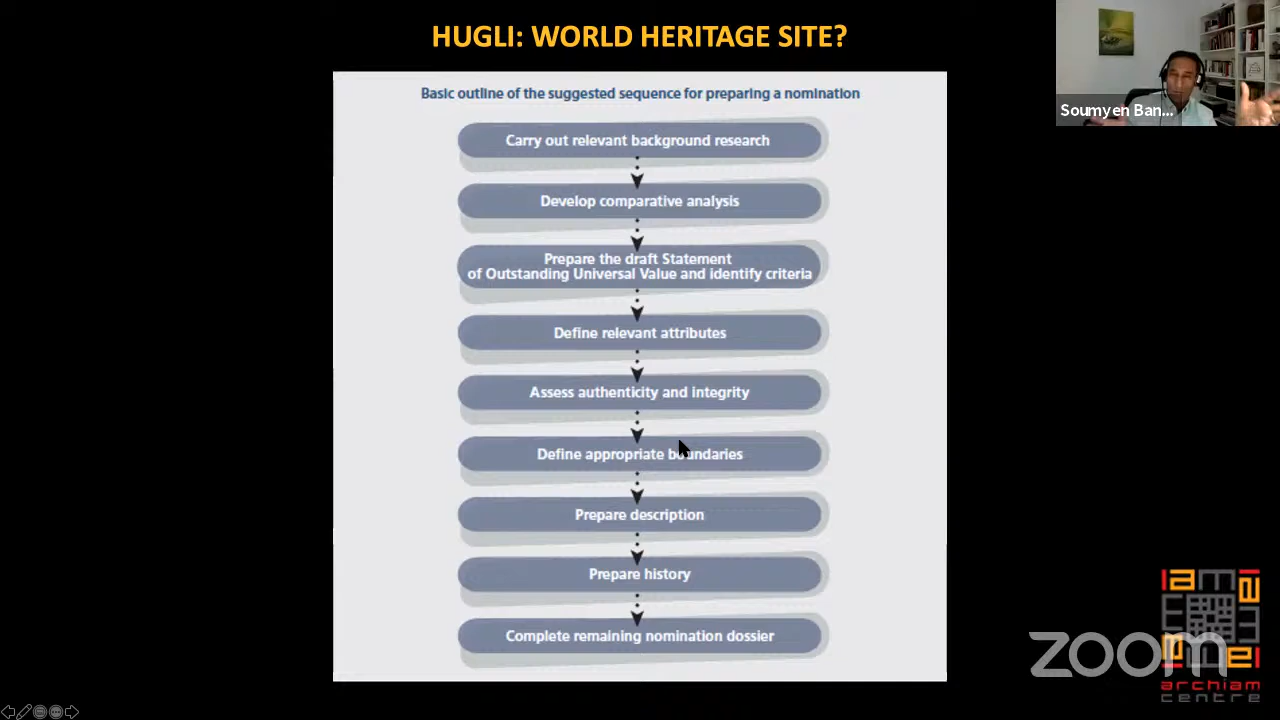 HUGLI: WORLD HERITAGE SITE?
Soumyen Ban...
Basic outline of the suggested sequence for preparing a nomination
Carry out relevant background research
Develop comparative analysis
Prepare the draft Statement
of Outstanding Universal Value and identify criteria
Define relevant attributes
Assess authenticity and integrity
Define appropriate boundaries
Prepare description
Prepare history
Complete remaining nomination dossier
zoom
archiam
centre